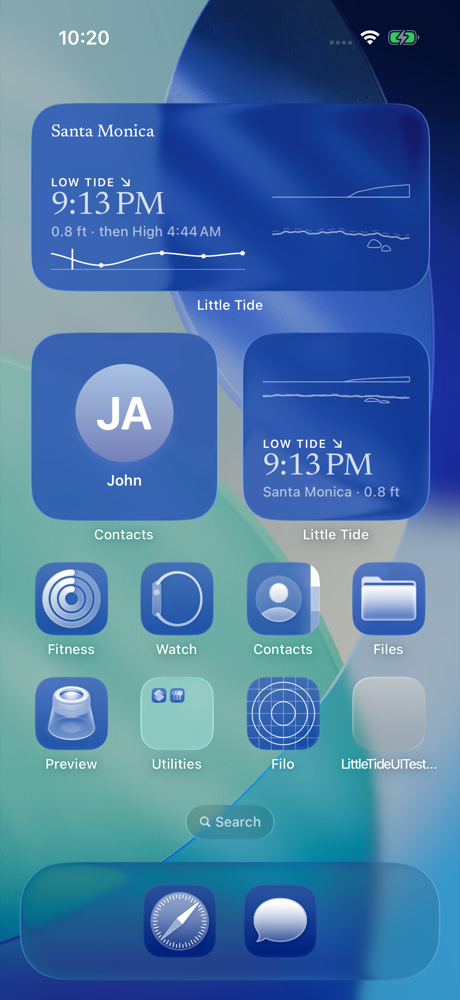 10:20
Santa Monica
LOW TIDE ↘
9:13 PM
0.8 ft · then High 4:44 AM
Little Tide
JA
John
Contacts
LOW TIDE ↘
9:13 PM
Santa Monica · 0.8 ft
Little Tide
Fitness
Watch
Contacts
Files
Preview
Utilities
Filo
LittleTideUITest...
Search